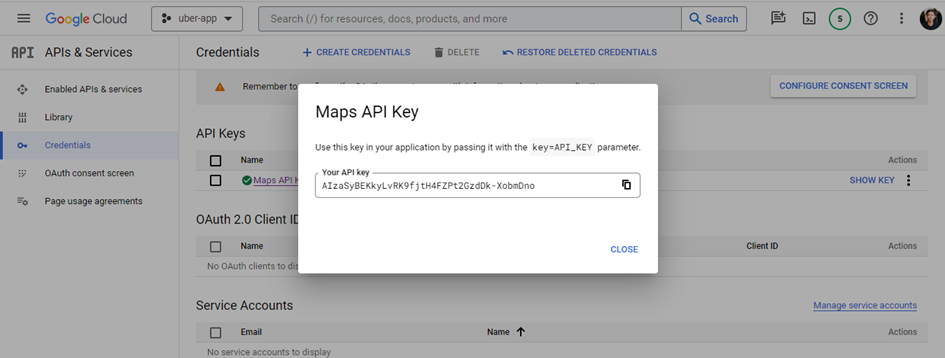 Google Cloud
uber-app
Search (/) for resources, docs, products, and more
Search
5
API APIs & Services
Credentials
CREATE CREDENTIALS
DELETE
RESTORE DELETED CREDENTIALS
Enabled APIs & services
Library
Credentials
OAuth consent screen
Page usage agreements
Remember to
CONFIGURE CONSENT SCREEN
API Keys
Name
Actions
Maps API
SHOW KEY
OAuth 2.0 Client ID
Name
Client ID
Actions
No OAuth clients to
Service Accounts
Manage service accounts
Email
Name
Actions
No service accounts to display
Maps API Key
Use this key in your application by passing it with the key=API_KEY parameter.
Your API key
AIzaSyBEKkyLvRK9fjtH4FZPt2GzdDk-XobmDno
CLOSE